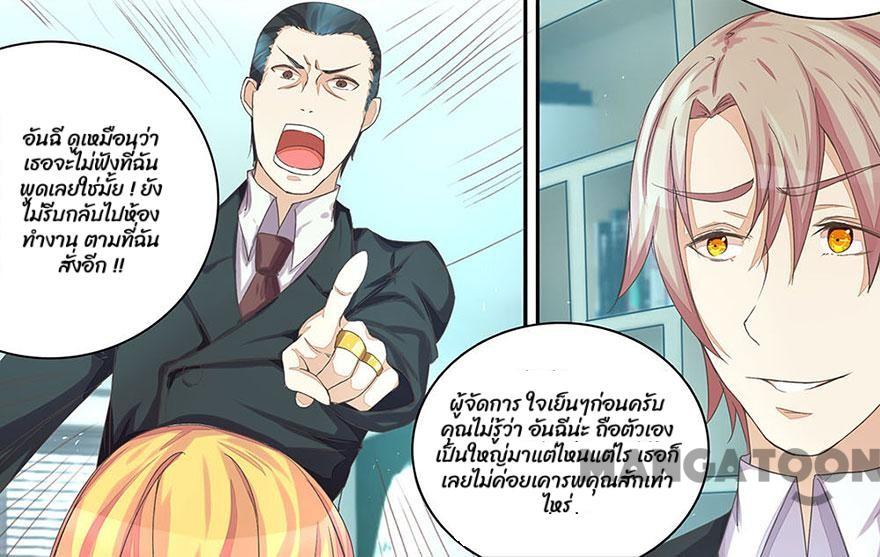 อันฉี ดูเหมือนว่า
เธอจะไม่ฟังที่ฉัน
พูดเลยใช่มั้ย ! ยัง
ไม่รีบกลับไปห้อง
ทำงาน ตามที่ฉัน
สั่งอีก !!
ผู้จัดการ ใจเย็นๆก่อนครับ
คุณไม่รู้ว่า อันฉีน่ะ ถือตัวเอง
เป็นใหญ่มาแต่ไหนแต่ไร เธอก็
เลยไม่ค่อยเคารพคุณสักเท่า
ไหร่
MANGATOON